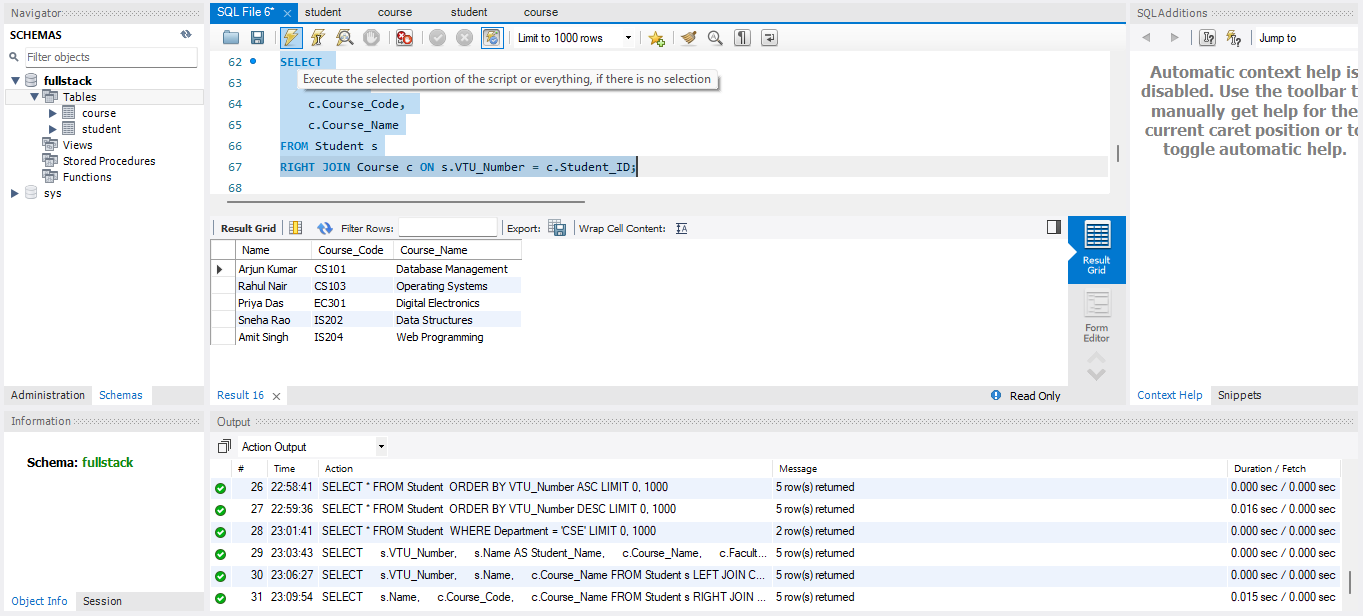 Navigator
SCHEMAS
Filter objects
fullstack
Tables
course
student
Views
Stored Procedures
Functions
sys
Administration Schemas
Information
Schema: fullstack
Object Info Session
SQL File 6* student course student course
Limit to 1000 rows
62 SELECT
63
Execute the selected portion of the script or everything, if there is no selection
64 c.Course_Code,
65 c.Course_Name
66 FROM Student s
67 RIGHT JOIN Course c ON s.VTU_Number = c.Student_ID;
68
Result Grid Filter Rows: Export: Wrap Cell Content:
Name Course_Code Course_Name
Arjun Kumar CS101 Database Management
Rahul Nair CS103 Operating Systems
Priya Das EC301 Digital Electronics
Sneha Rao IS202 Data Structures
Amit Singh IS204 Web Programming
Result
Grid
Form
Editor
Result 16 Read Only
SQLAdditions
Jump to
Automatic context help is
disabled. Use the toolbar t
manually get help for the
current caret position or to
toggle automatic help.
Context Help Snippets
Output
Action Output
# Time Action Message Duration / Fetch
26 22:58:41 SELECT * FROM Student ORDER BY VTU_Number ASC LIMIT 0, 1000 5 row(s) returned 0.000 sec / 0.000 sec
27 22:59:36 SELECT * FROM Student ORDER BY VTU_Number DESC LIMIT 0, 1000 5 row(s) returned 0.016 sec / 0.000 sec
28 23:01:41 SELECT * FROM Student WHERE Department = 'CSE' LIMIT 0, 1000 2 row(s) returned 0.000 sec / 0.000 sec
29 23:03:43 SELECT s.VTU_Number, s.Name AS Student_Name, c.Course_Name, c.Facult... 5 row(s) returned 0.000 sec / 0.000 sec
30 23:06:27 SELECT s.VTU_Number, s.Name, c.Course_Name FROM Student s LEFT JOIN C... 5 row(s) returned 0.000 sec / 0.000 sec
31 23:09:54 SELECT s.Name, c.Course_Code, c.Course_Name FROM Student s RIGHT JOIN ... 5 row(s) returned 0.015 sec / 0.000 sec